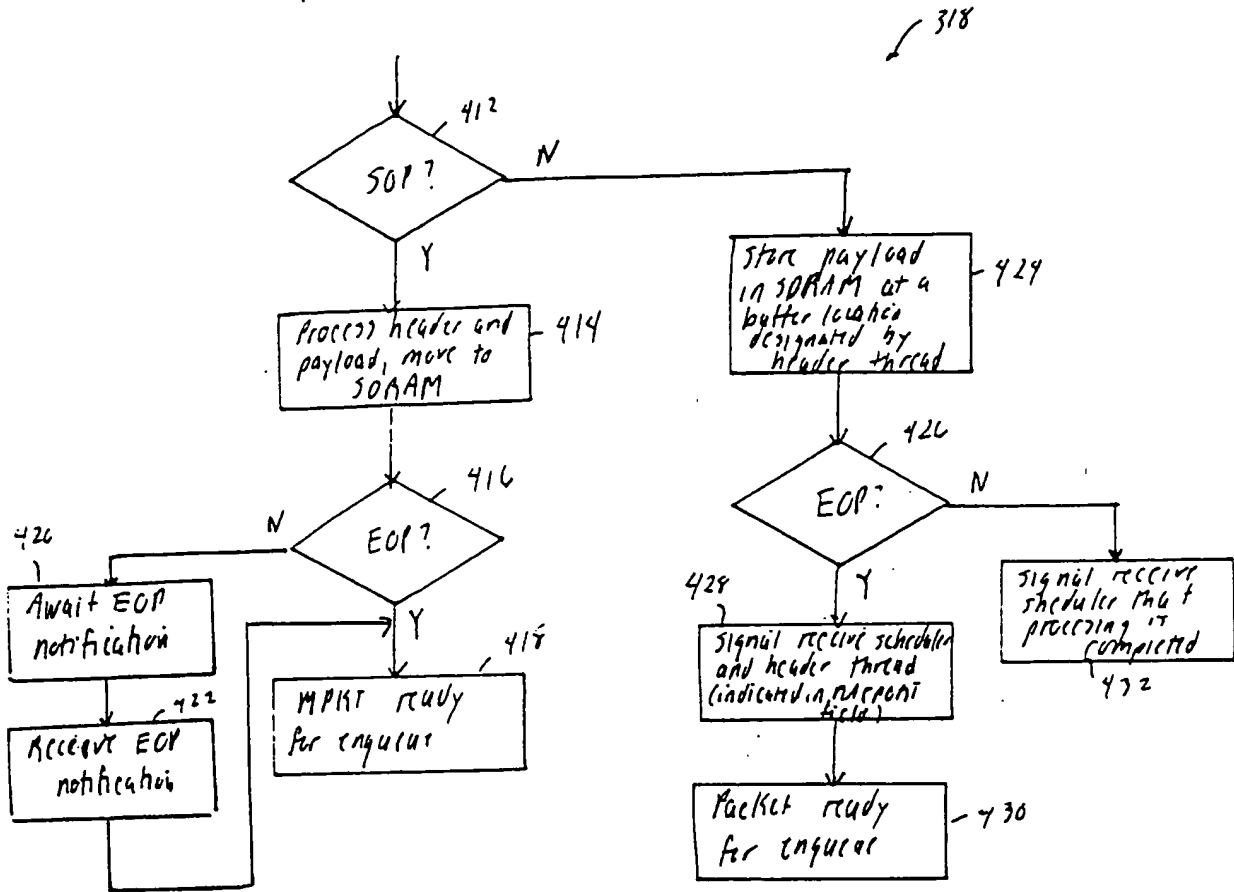 318
412
SOP?
N
Y
Process header and
payload, move to
SDRAM
414
Store payload
in SDRAM at a
buffer location
designated by
header thread
424
416
EOP?
N
Y
426
EOP?
N
Y
420
Await EOP
notification
422
Receive EOP
notification
418
MPKT ready
for enqueue
428
Signal receive scheduler
and header thread
(indicated in
field)
Signal receive
sheduler that
processing is
completed
432
Packet ready
for enqueue
430